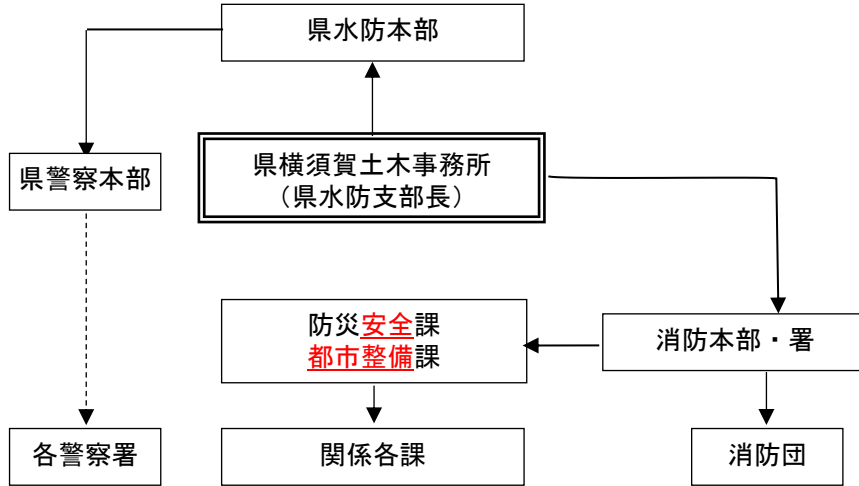 県水防本部
県警察本部
県横須賀土木事務所
（県水防支部長）
防災安全課
都市整備課
消防本部・署
各警察署
関係各課
消防団